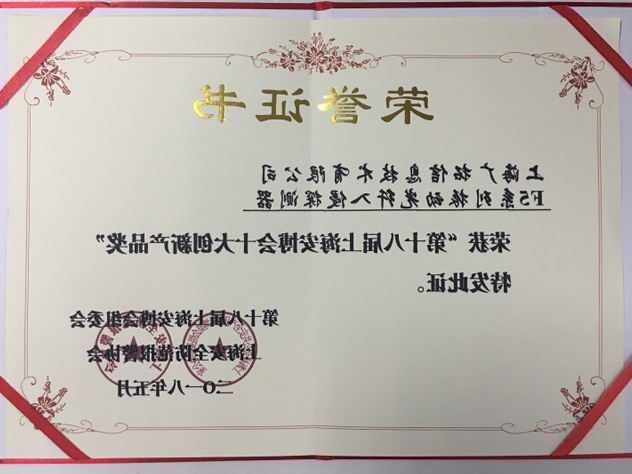 荣誉证书
上海广拓信息技术有限公司
F5系列振动光纤入侵探测器
荣获“第十八届上海安博会十大创新产品奖”
特发此证。
第十八届上海安博会组委会
上海安全防范报警协会
二〇一八年五月